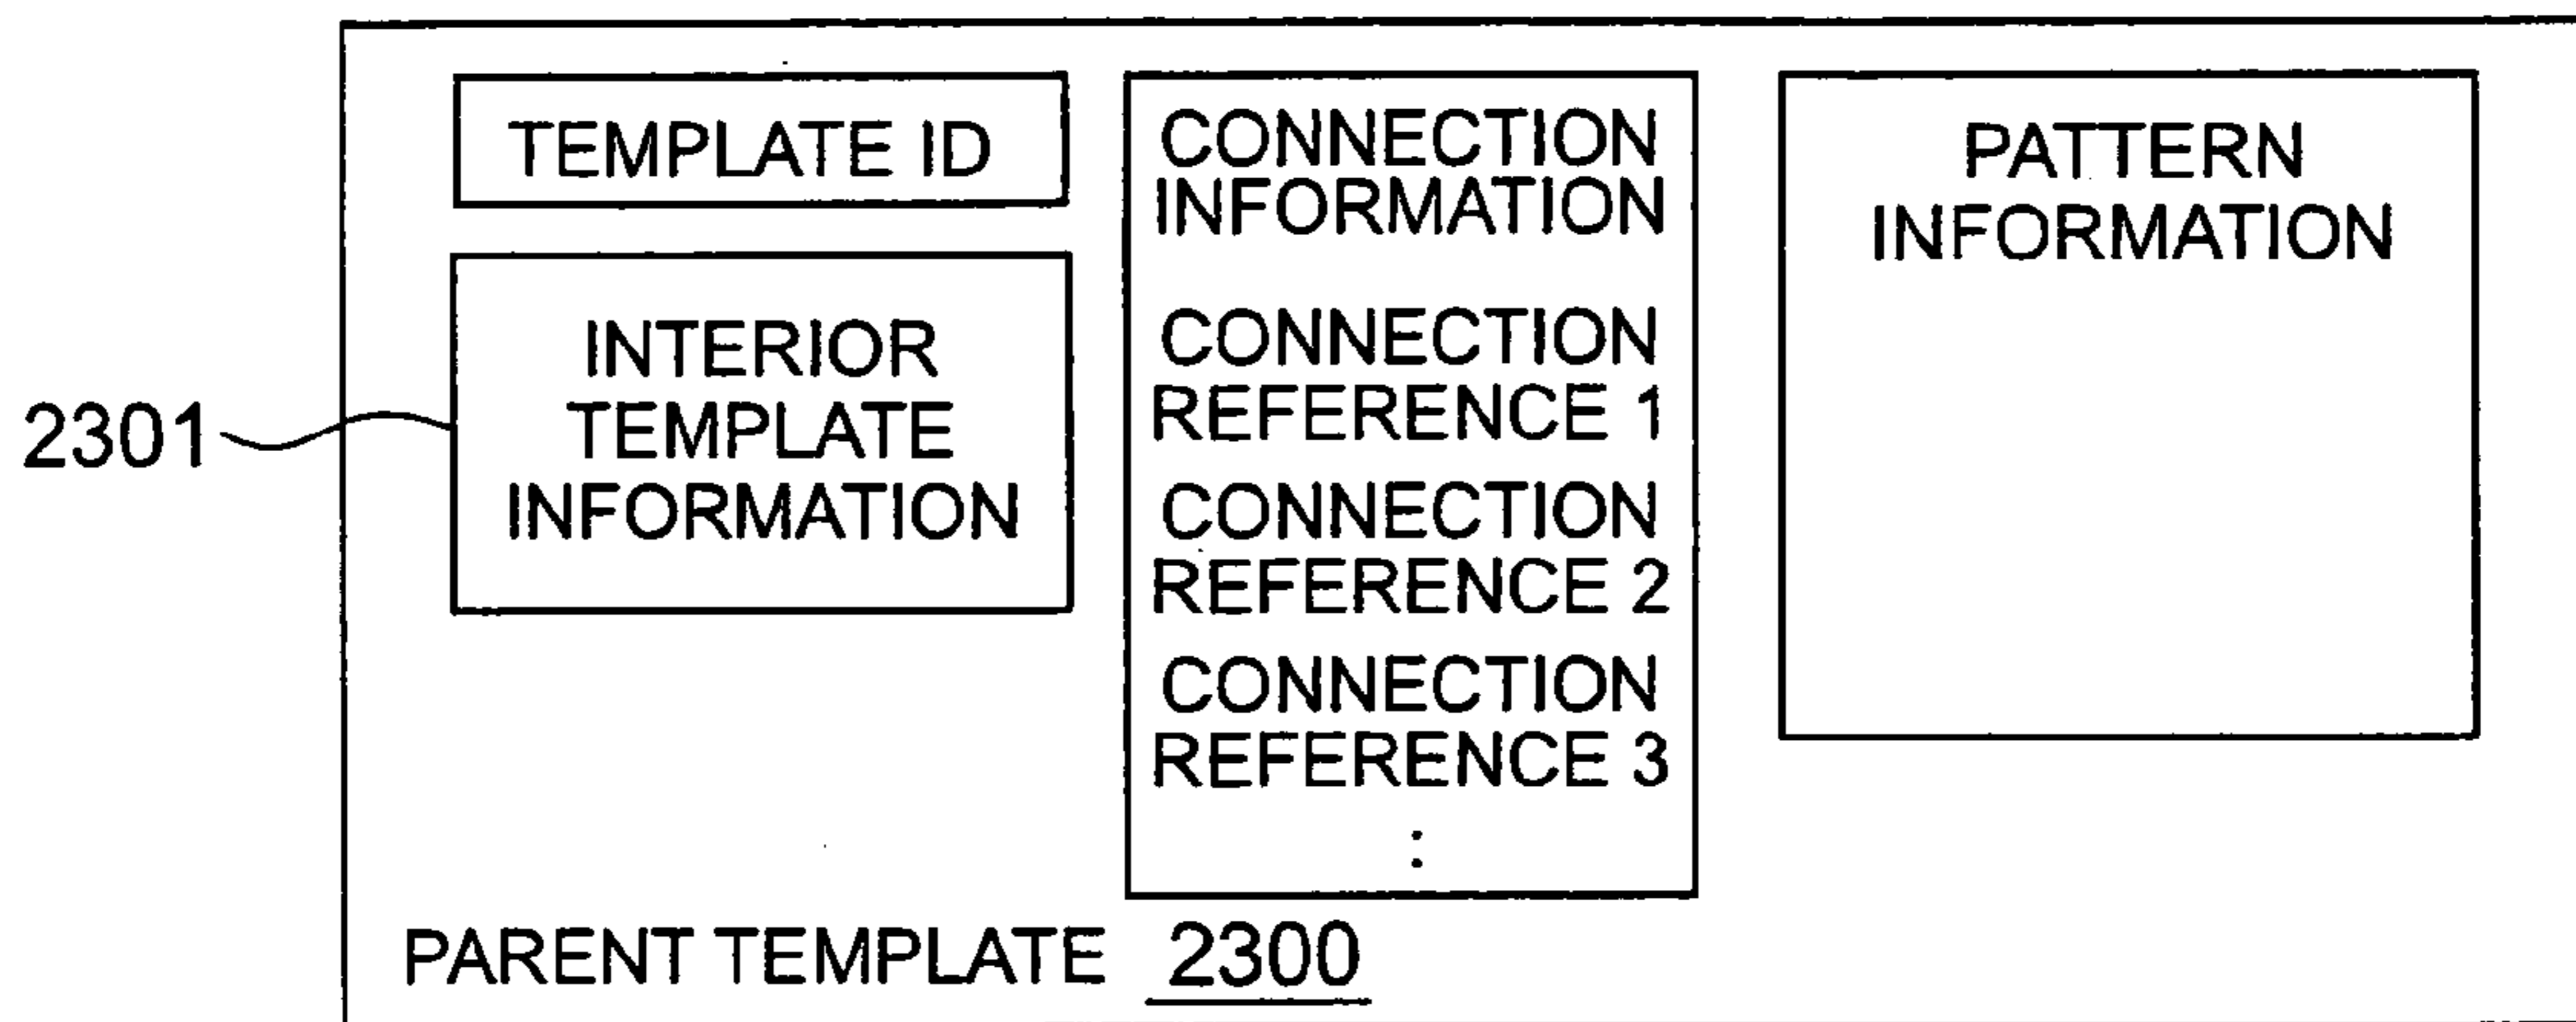 TEMPLATE ID
2301
INTERIOR
TEMPLATE
INFORMATION
CONNECTION
INFORMATION
CONNECTION
REFERENCE 1
CONNECTION
REFERENCE 2
CONNECTION
REFERENCE 3
:
PATTERN
INFORMATION
PARENT TEMPLATE 2300